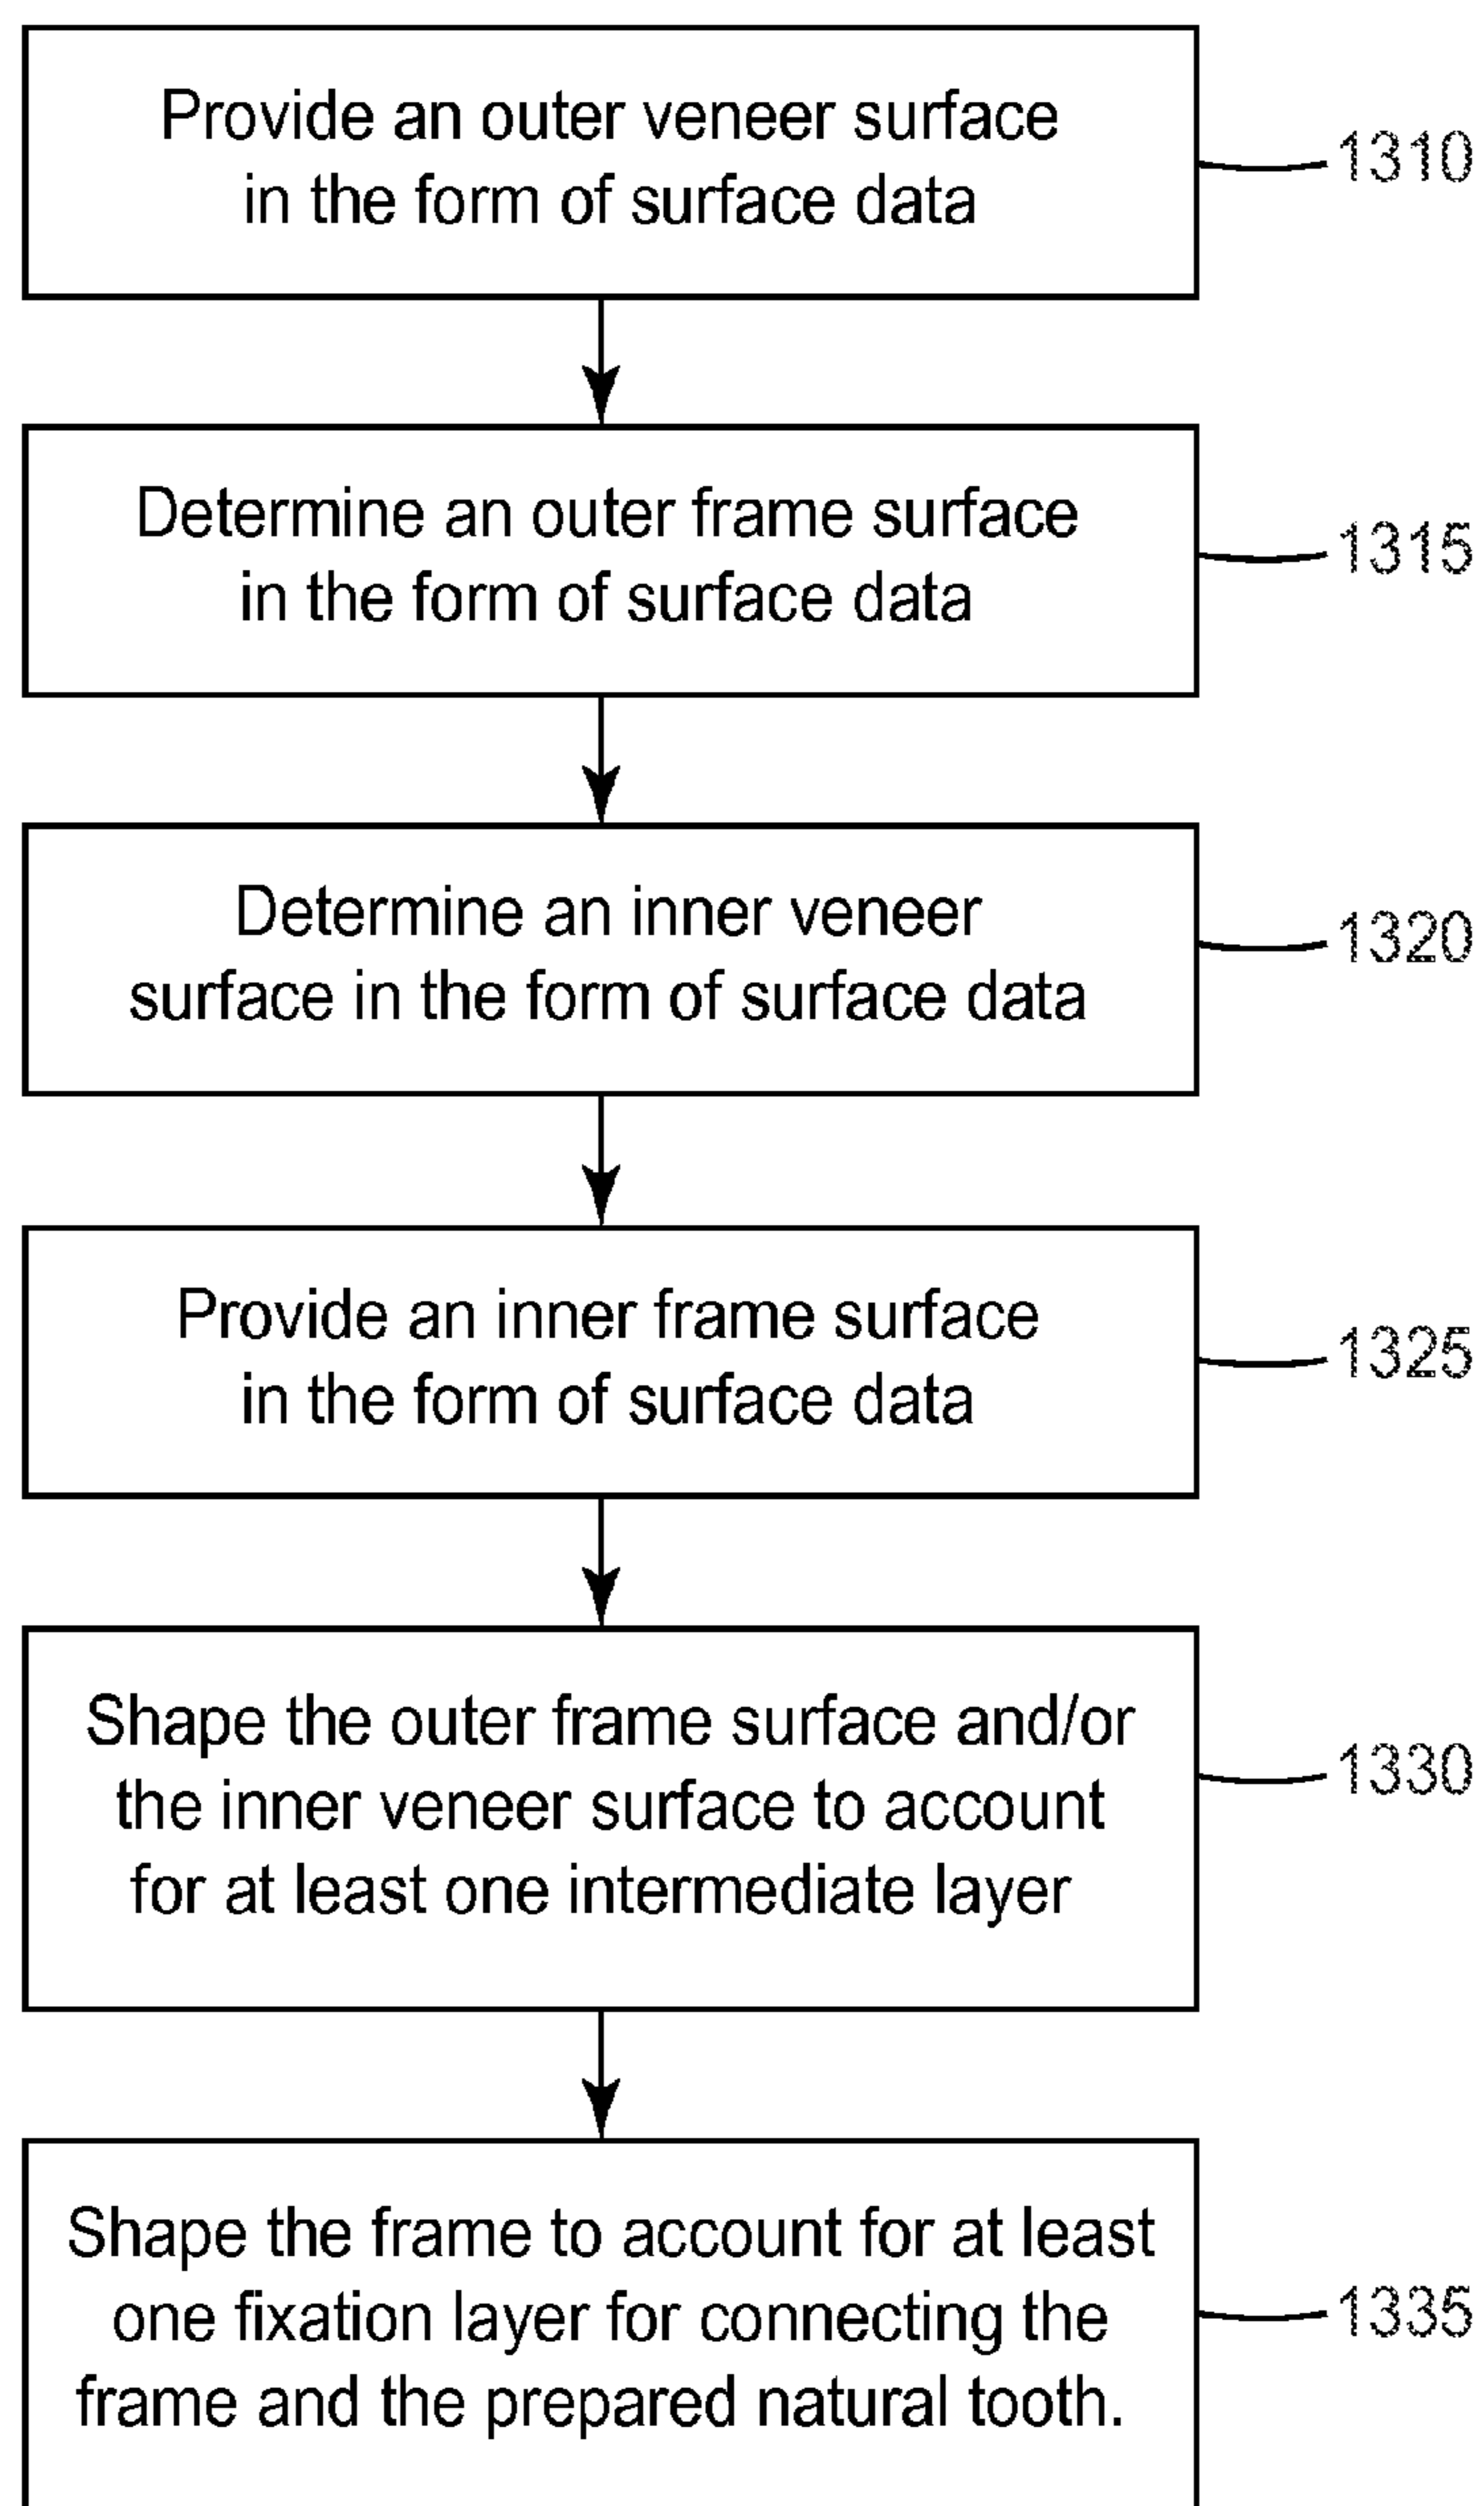 Provide an outer veneer surface
in the form of surface data
1310
Determine an outer frame surface
in the form of surface data
1315
Determine an inner veneer
surface in the form of surface data
1320
Provide an inner frame surface
in the form of surface data
1325
Shape the outer frame surface and/or
the inner veneer surface to account
for at least one intermediate layer
1330
Shape the frame to account for at least
one fixation layer for connecting the
frame and the prepared natural tooth.
1335